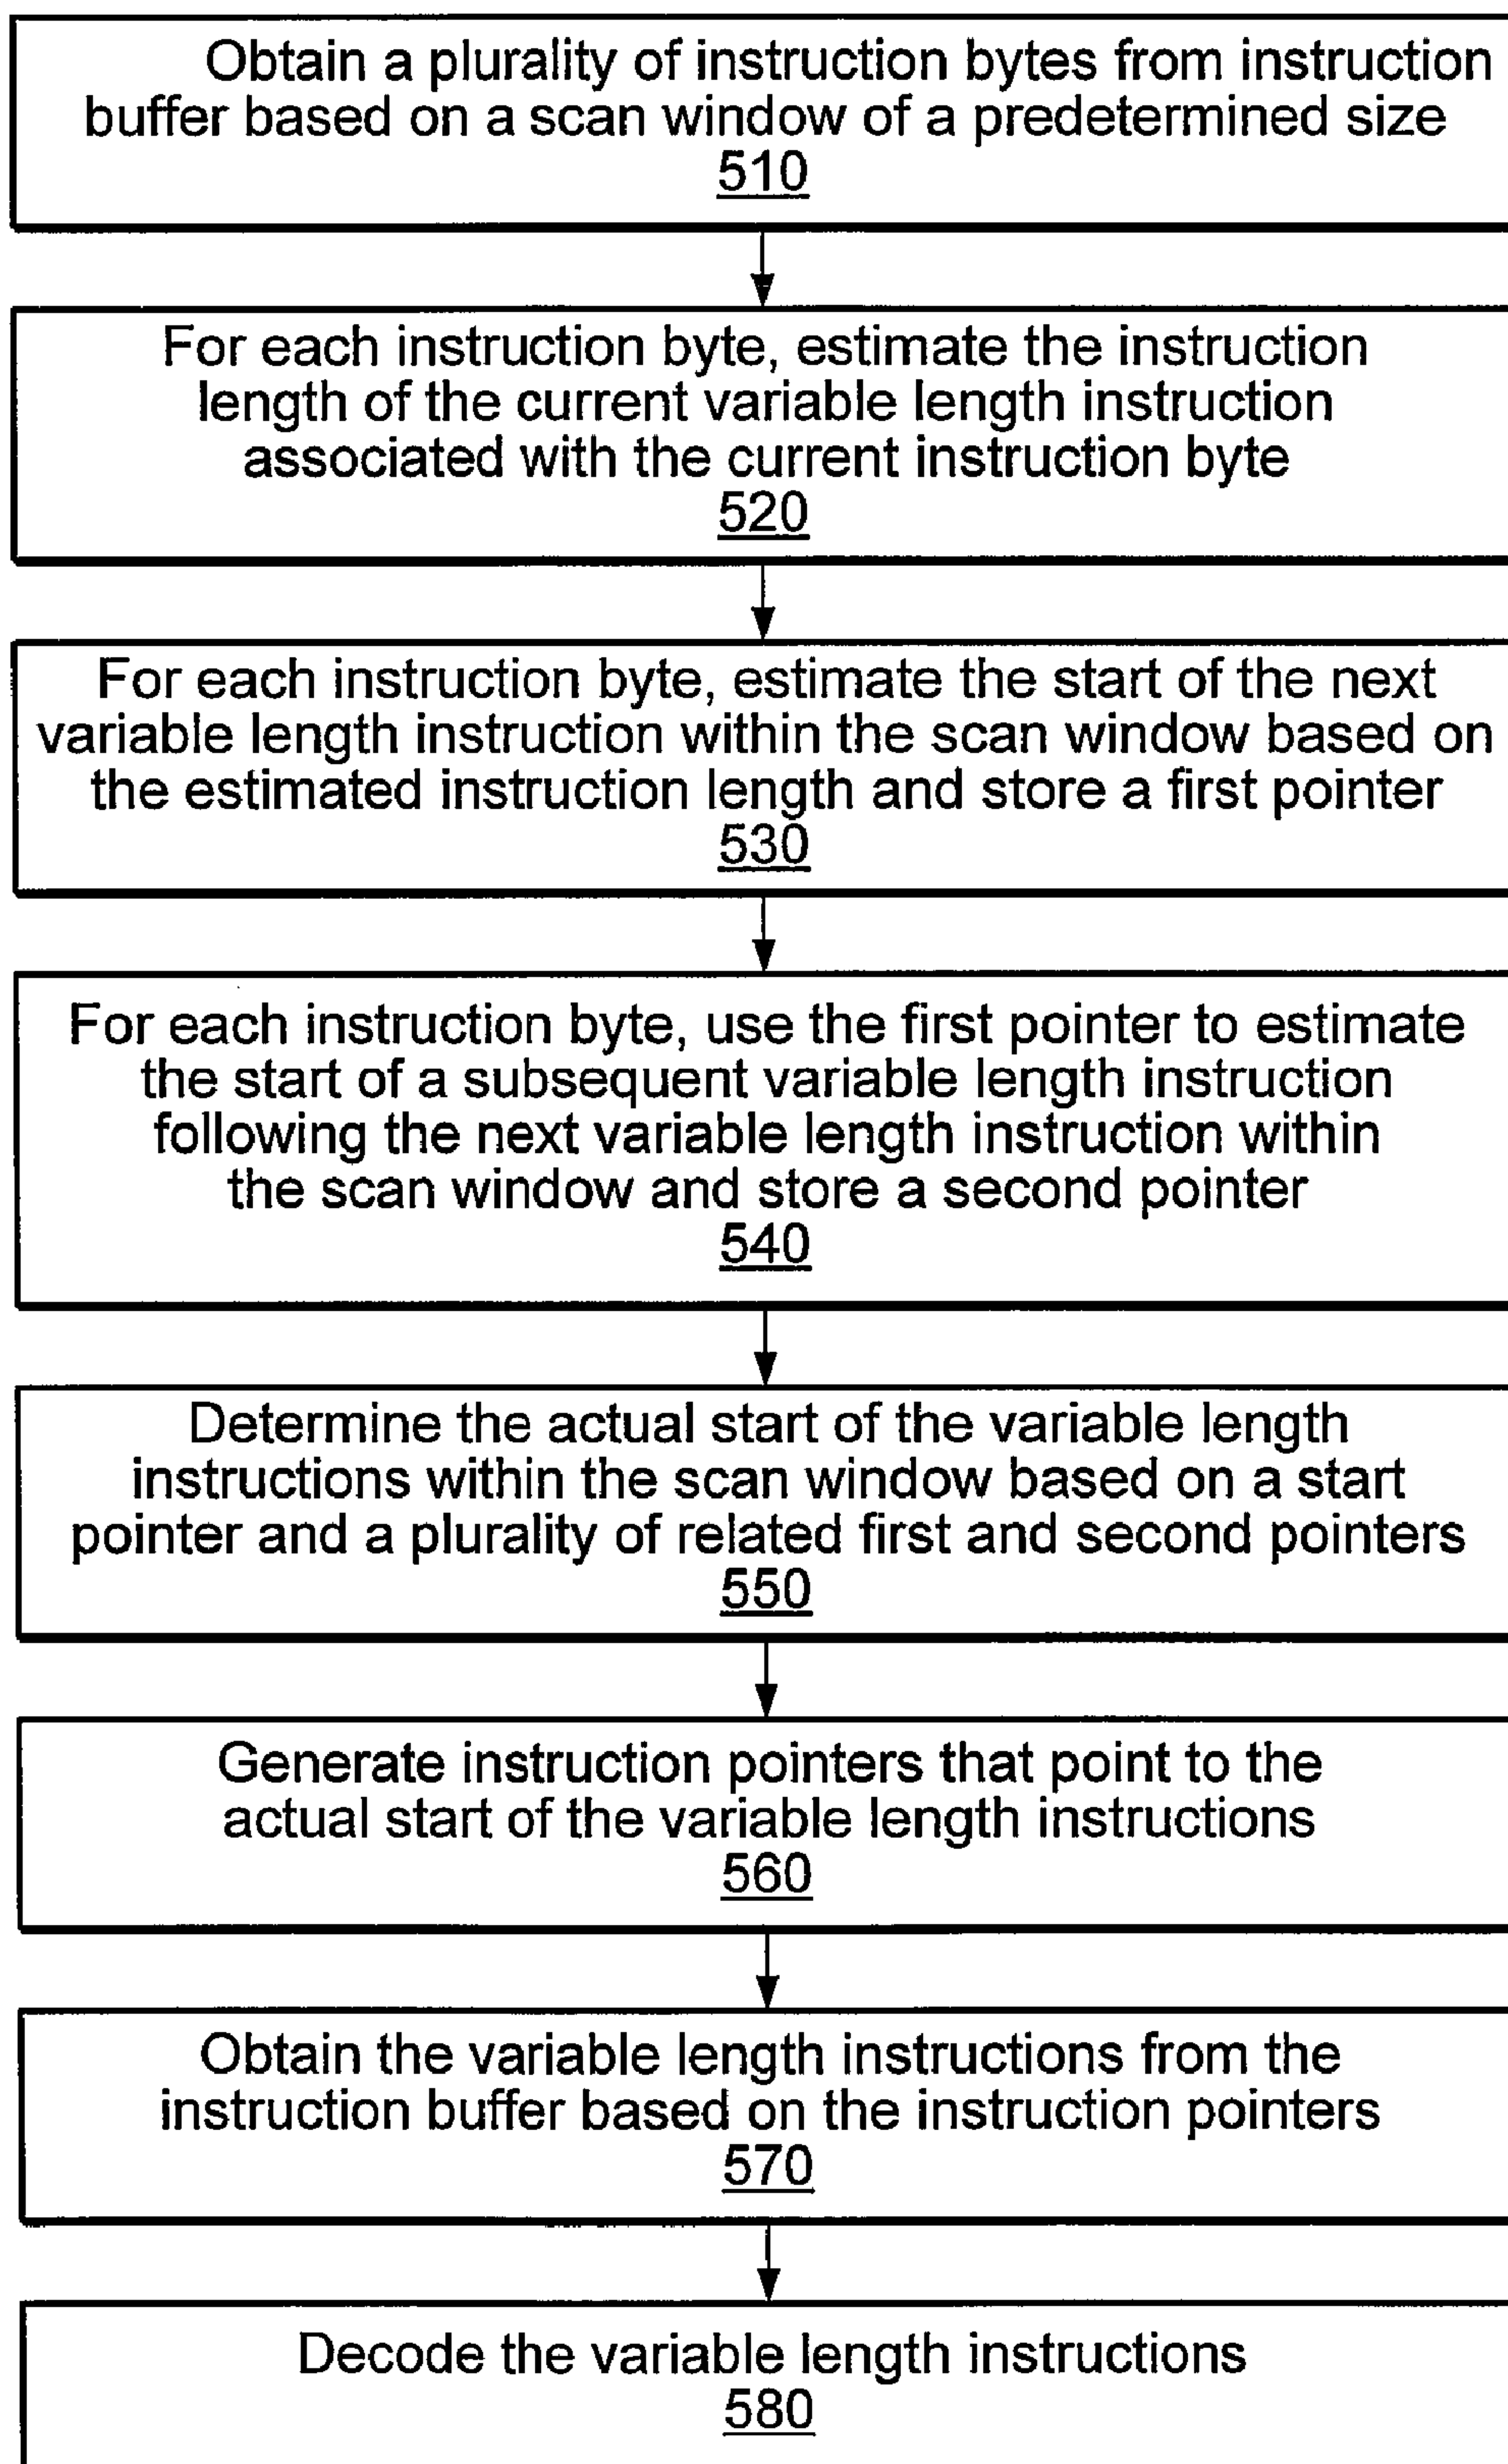 Obtain a plurality of instruction bytes from instruction
buffer based on a scan window of a predetermined size
510
For each instruction byte, estimate the instruction
length of the current variable length instruction
associated with the current instruction byte
520
For each instruction byte, estimate the start of the next
variable length instruction within the scan window based on
the estimated instruction length and store a first pointer
530
For each instruction byte, use the first pointer to estimate
the start of a subsequent variable length instruction
following the next variable length instruction within
the scan window and store a second pointer
540
Determine the actual start of the variable length
instructions within the scan window based on a start
pointer and a plurality of related first and second pointers
550
Generate instruction pointers that point to the
actual start of the variable length instructions
560
Obtain the variable length instructions from the
instruction buffer based on the instruction pointers
570
Decode the variable length instructions
580